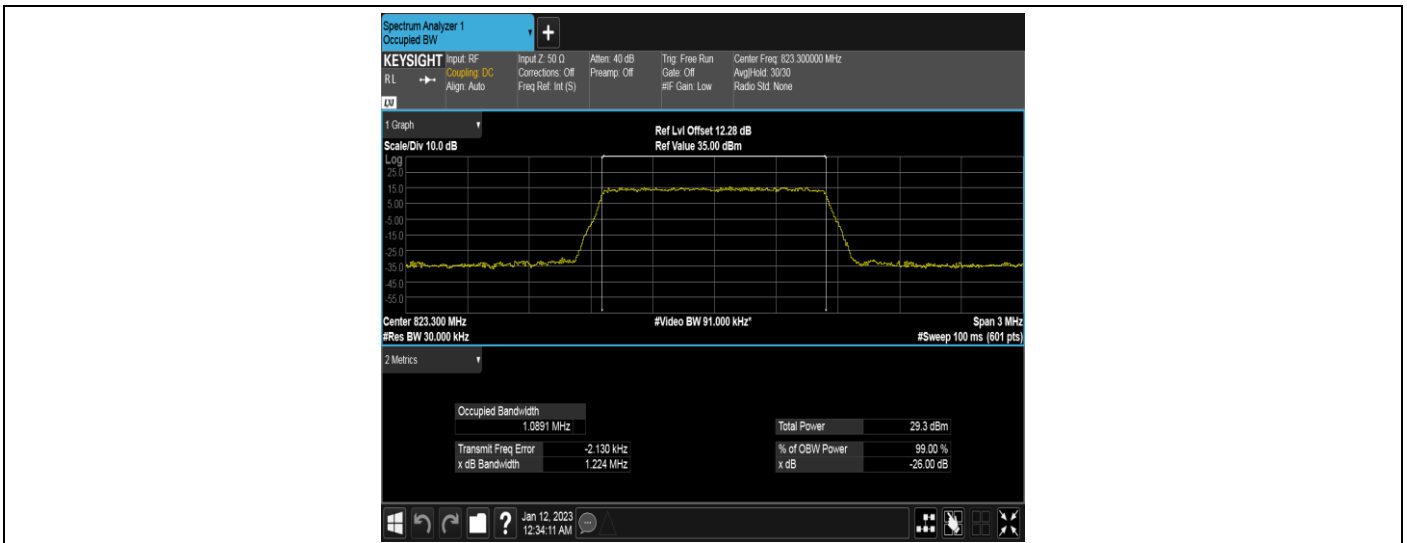 Spectrum Analyzer 1
Occupied BW
+
KEYSIGHT Input: RF Input Z: 50 Ω Atten: 40 dB Trig: Free Run Center Freq: 823.300000 MHz
RL Coupling: DC Corrections: Off Preamp: Off Gate: Off Avg|Hold: 30/30
Align: Auto Freq Ref: Int (S) #IF Gain: Low Radio Std: None
LXI
1 Graph Ref Lvl Offset 12.28 dB
Scale/Div 10.0 dB Ref Value 35.00 dBm
Log
25.0
15.0
5.00
-5.00
-15.0
-25.0
-35.0
-45.0
-55.0
Center 823.300 MHz #Video BW 91.000 kHz* Span 3 MHz
#Res BW 30.000 kHz #Sweep 100 ms (601 pts)
2 Metrics
Occupied Bandwidth
1.0891 MHz Total Power 29.3 dBm
Transmit Freq Error -2.130 kHz % of OBW Power 99.00 %
x dB Bandwidth 1.224 MHz x dB -26.00 dB
? Jan 12, 2023
12:34:11 AM